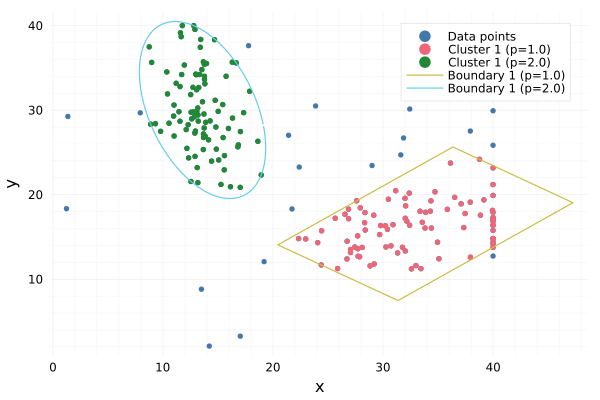 Data points
Cluster 1 (p=1.0)
Cluster 1 (p=2.0)
Boundary 1 (p=1.0)
Boundary 1 (p=2.0)
40
30
20
10
y
0 10 20 30 40
x